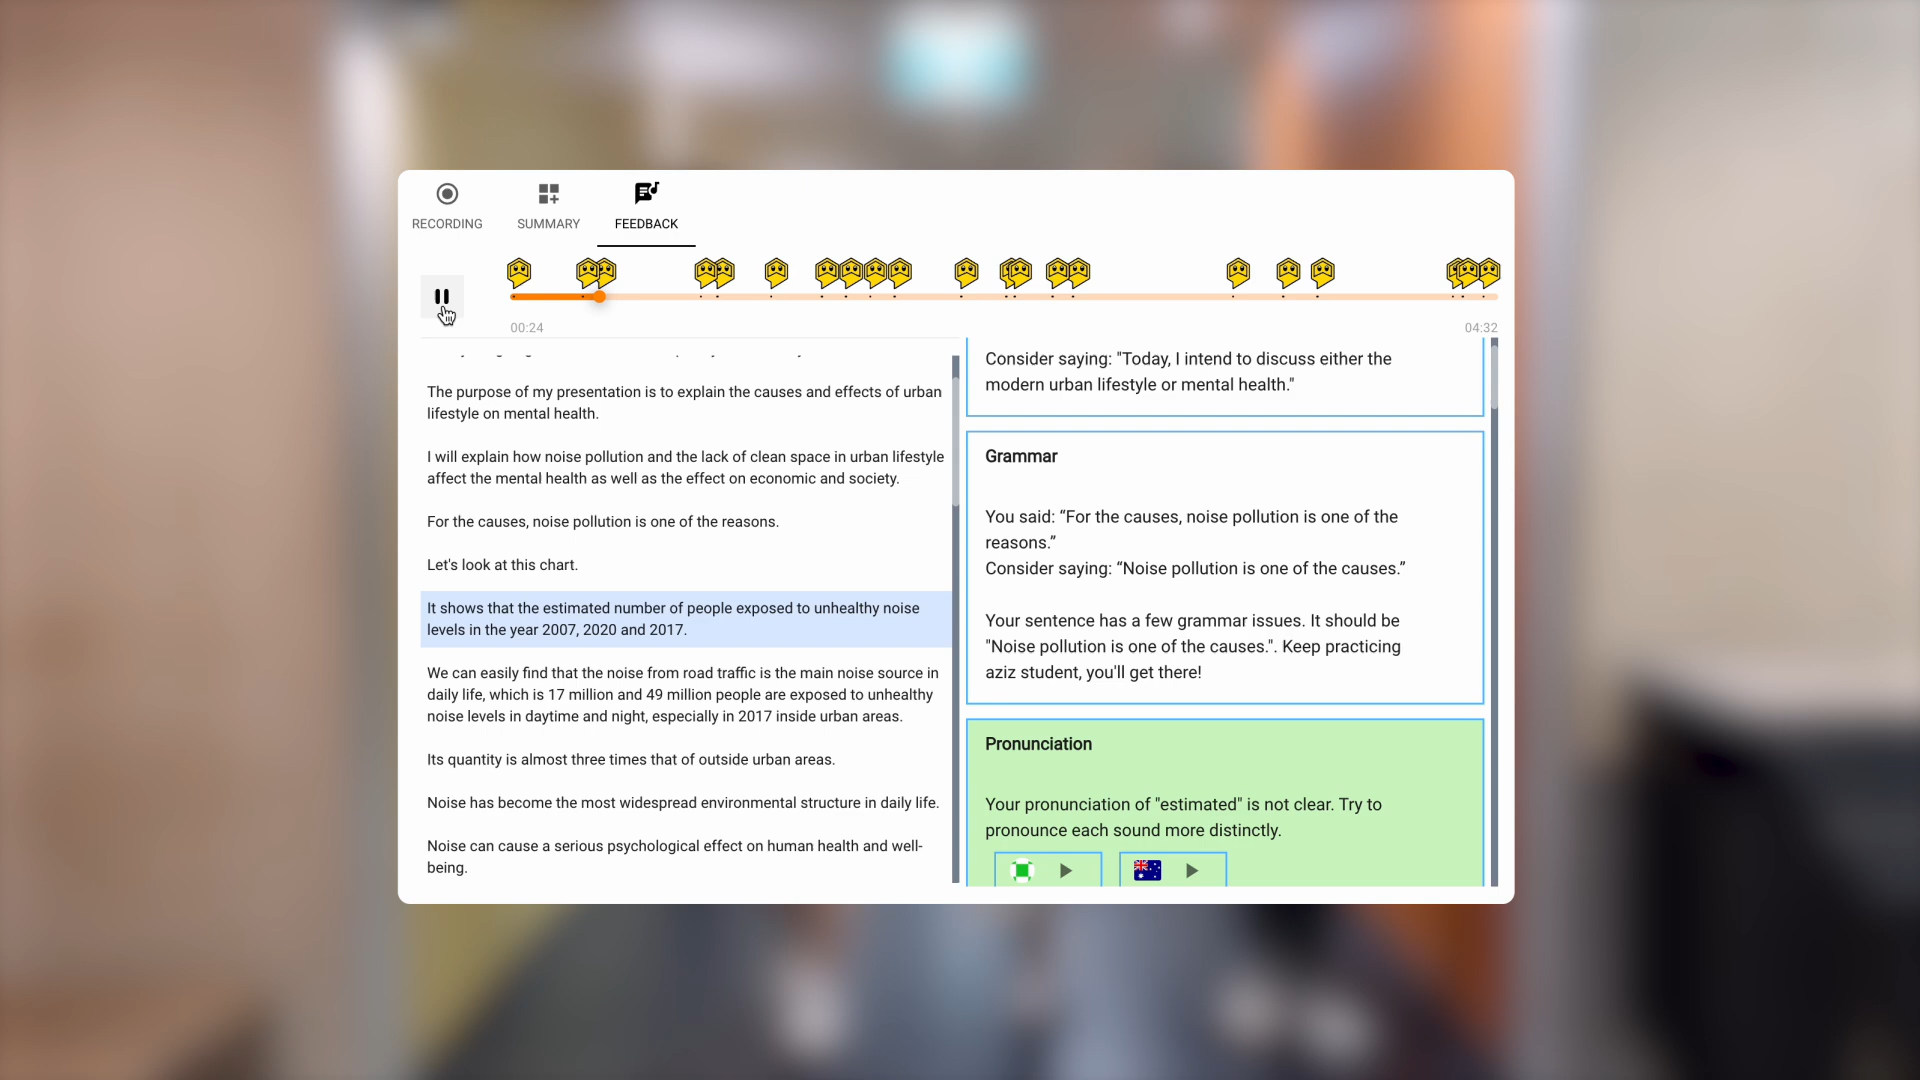 RECORDING
SUMMARY
FEEDBACK
00:24
04:32
The purpose of my presentation is to explain the causes and effects of urban
lifestyle on mental health.
I will explain how noise pollution and the lack of clean space in urban lifestyle
affect the mental health as well as the effect on economic and society.
For the causes, noise pollution is one of the reasons.
Let's look at this chart.
It shows that the estimated number of people exposed to unhealthy noise
levels in the year 2007, 2020 and 2017.
We can easily find that the noise from road traffic is the main noise source in
daily life, which is 17 million and 49 million people are exposed to unhealthy
noise levels in daytime and night, especially in 2017 inside urban areas.
Its quantity is almost three times that of outside urban areas.
Noise has become the most widespread environmental structure in daily life.
Noise can cause a serious psychological effect on human health and well-
being.
Consider saying: "Today, I intend to discuss either the
modern urban lifestyle or mental health."
Grammar
You said: “For the causes, noise pollution is one of the
reasons.”
Consider saying: “Noise pollution is one of the causes.”
Your sentence has a few grammar issues. It should be
"Noise pollution is one of the causes.". Keep practicing
aziz student, you'll get there!
Pronunciation
Your pronunciation of "estimated" is not clear. Try to
pronounce each sound more distinctly.